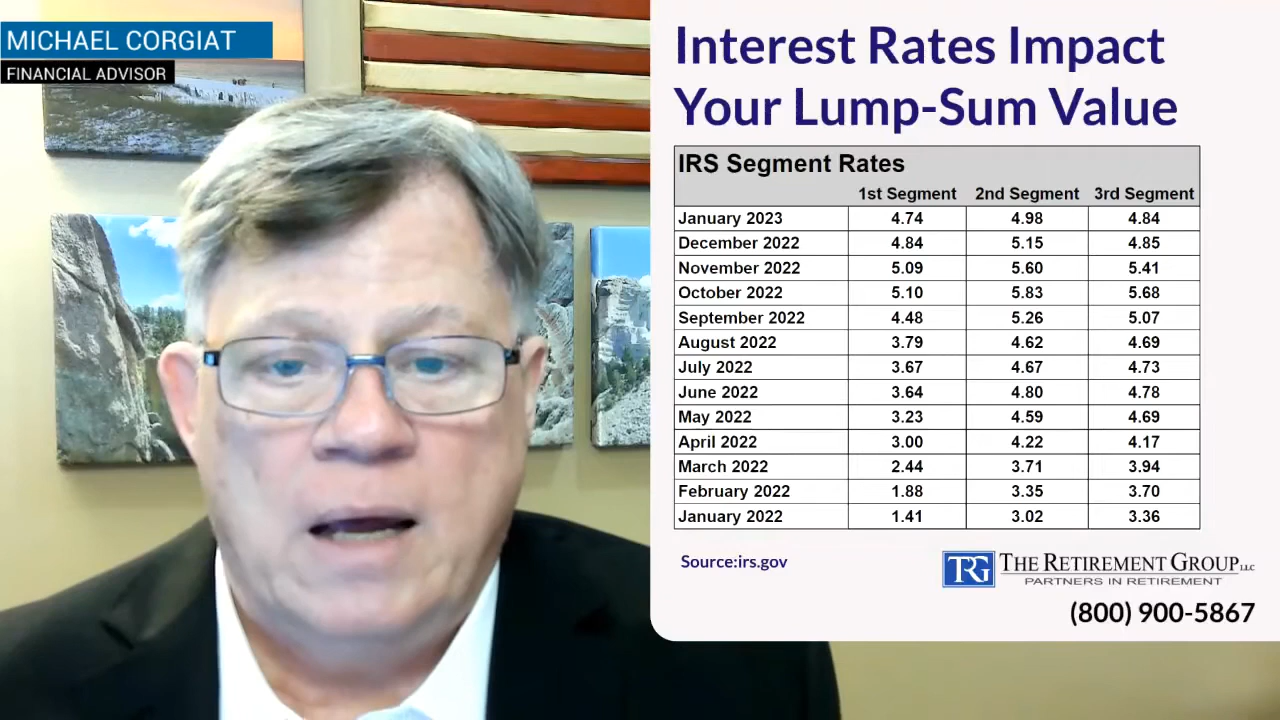 MICHAEL CORGIAT
FINANCIAL ADVISOR
Interest Rates Impact
Your Lump-Sum Value
IRS Segment Rates
1st Segment 2nd Segment 3rd Segment
January 2023 4.74 4.98 4.84
December 2022 4.84 5.15 4.85
November 2022 5.09 5.60 5.41
October 2022 5.10 5.83 5.68
September 2022 4.48 5.26 5.07
August 2022 3.79 4.62 4.69
July 2022 3.67 4.67 4.73
June 2022 3.64 4.80 4.78
May 2022 3.23 4.59 4.69
April 2022 3.00 4.22 4.17
March 2022 2.44 3.71 3.94
February 2022 1.88 3.35 3.70
January 2022 1.41 3.02 3.36
Source:irs.gov
TRG THE RETIREMENT GROUP LLC
PARTNERS IN RETIREMENT
(800) 900-5867